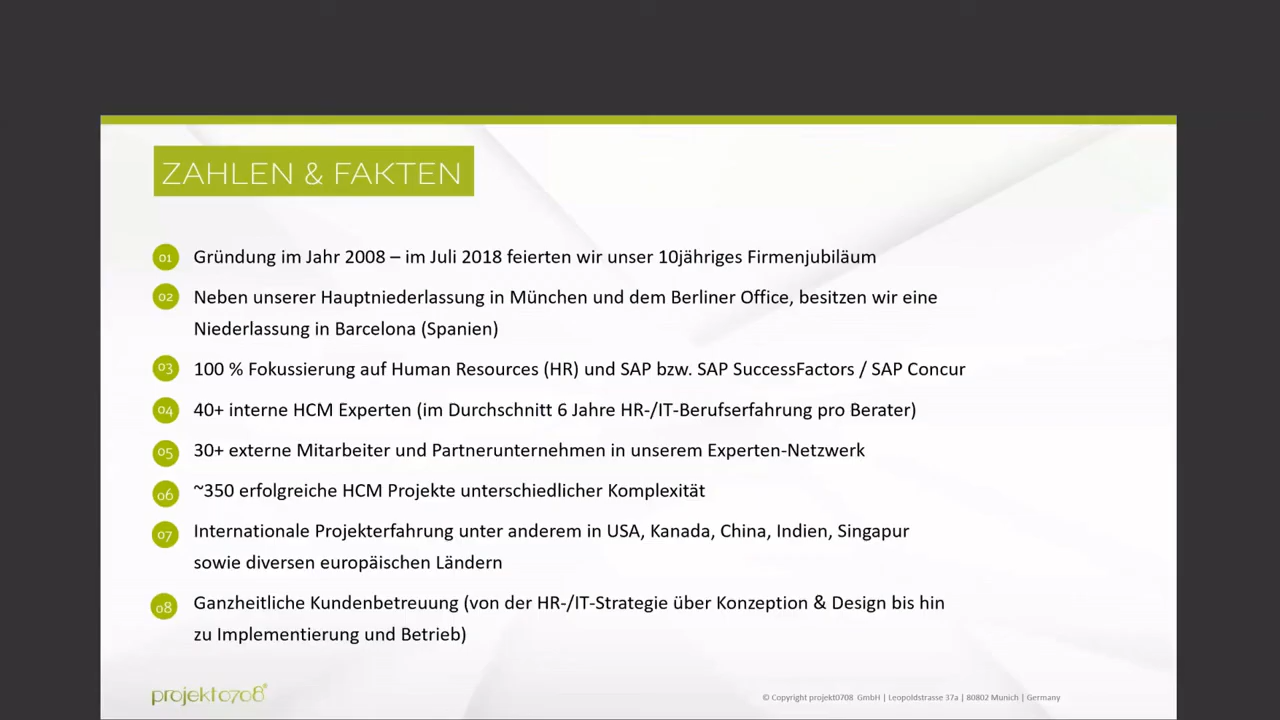 ZAHLEN & FAKTEN
01 Gründung im Jahr 2008 – im Juli 2018 feierten wir unser 10jähriges Firmenjubiläum
02 Neben unserer Hauptniederlassung in München und dem Berliner Office, besitzen wir eine
Niederlassung in Barcelona (Spanien)
03 100 % Fokussierung auf Human Resources (HR) und SAP bzw. SAP SuccessFactors / SAP Concur
04 40+ interne HCM Experten (im Durchschnitt 6 Jahre HR-/IT-Berufserfahrung pro Berater)
05 30+ externe Mitarbeiter und Partnerunternehmen in unserem Experten-Netzwerk
06 ~350 erfolgreiche HCM Projekte unterschiedlicher Komplexität
07 Internationale Projekterfahrung unter anderem in USA, Kanada, China, Indien, Singapur
sowie diversen europäischen Ländern
08 Ganzheitliche Kundenbetreuung (von der HR-/IT-Strategie über Konzeption & Design bis hin
zu Implementierung und Betrieb)
projekt0708®
© Copyright projekt0708 GmbH | Leopoldstrasse 37a | 80802 Munich | Germany